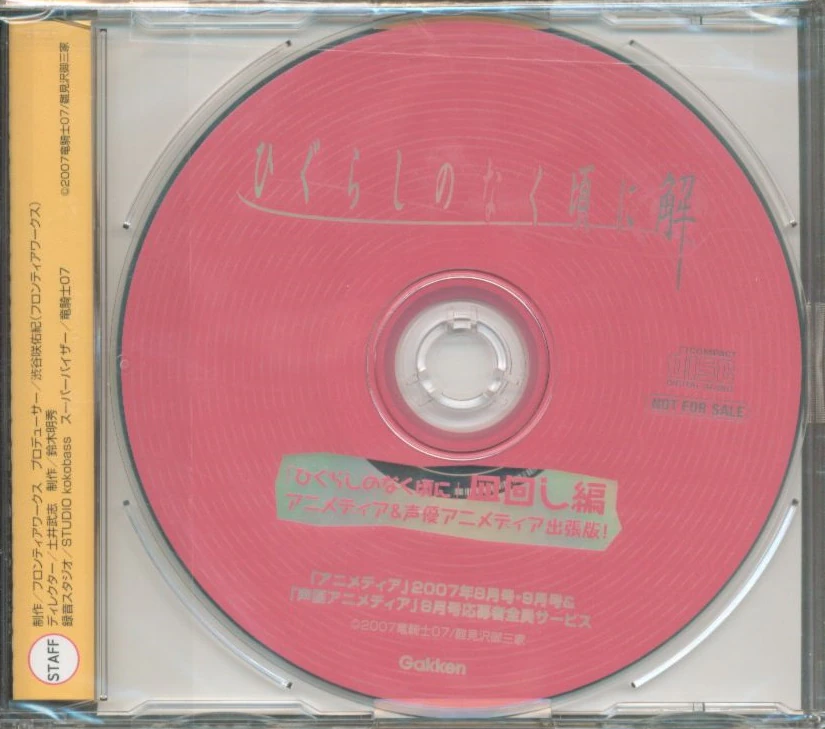 ©2007竜騎士07/雛見沢御三家
制作／フロンティアワークス　プロデューサー／渋谷咲佑紀(フロンティアワークス)
ディレクター／土井武志　制作／鈴木明秀
録音スタジオ／STUDIO kokobass　スーパーバイザー／竜騎士07
STAFF
ひぐらしのなく頃に解
COMPACT
disc
DIGITAL AUDIO
NOT FOR SALE
「ひぐらしのなく頃に 皿回し編
アニメディア&声優アニメディア出張版!
「アニメディア」2007年8月号・9月号&
「声優アニメディア」8月号応募者全員サービス
©2007竜騎士07/雛見沢御三家
Gakken